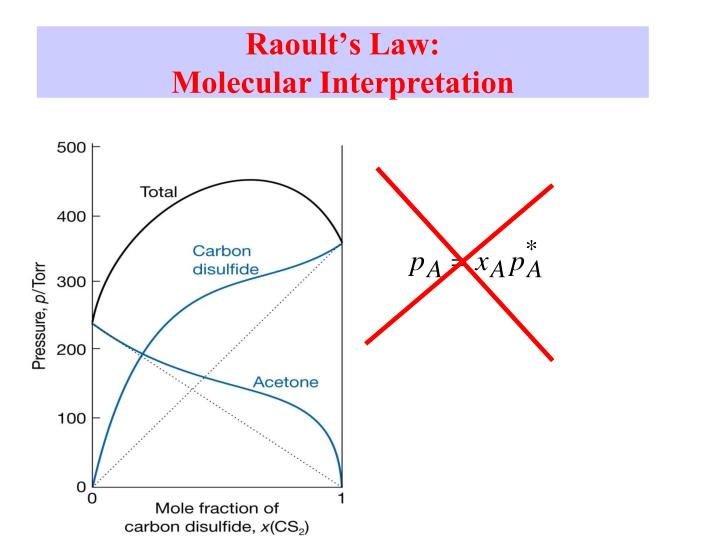 Raoult’s Law:
Molecular Interpretation
500
400
300
200
100
0
Pressure, p/Torr
Total
Carbon
disulfide
Acetone
0
1
Mole fraction of
carbon disulfide, x(CS₂)
p_A = x_A p_A^*